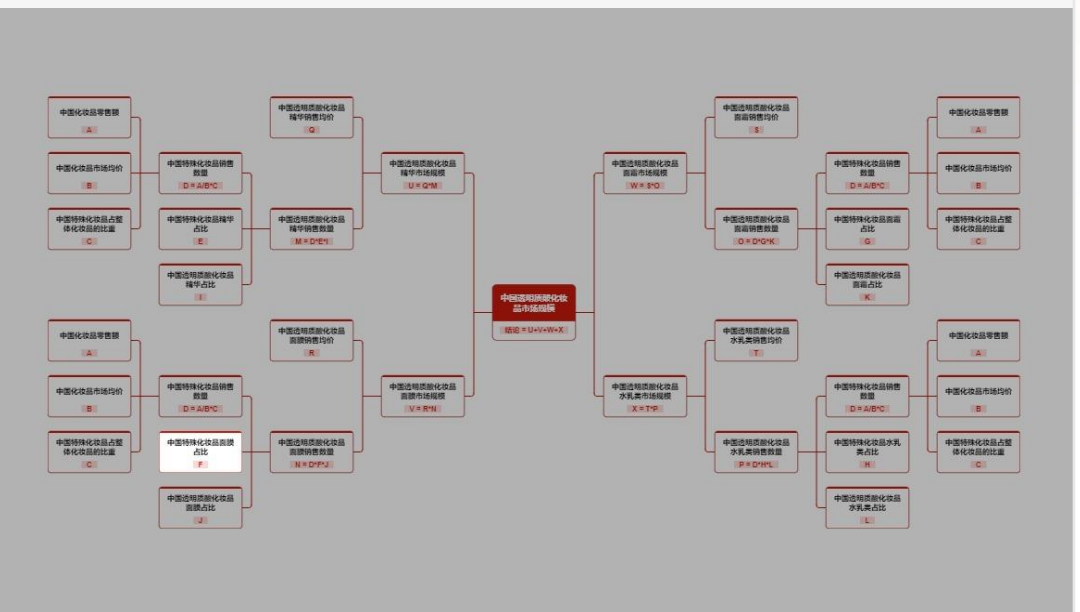 中国化妆品零售额
A
中国化妆品市场均价
B
中国特殊化妆品占整
体化妆品的比重
C
中国特殊化妆品销售
数量
D = A/B*C
中国特殊化妆品精华
占比
E
中国透明质酸化妆品
精华占比
I
中国透明质酸化妆品
精华销售均价
Q
中国透明质酸化妆品
精华销售数量
M = D*E*I
中国透明质酸化妆品
精华市场规模
U = Q*M
中国化妆品零售额
A
中国化妆品市场均价
B
中国特殊化妆品占整
体化妆品的比重
C
中国特殊化妆品销售
数量
D = A/B*C
中国特殊化妆品面膜
占比
F
中国透明质酸化妆品
面膜占比
J
中国透明质酸化妆品
面膜销售均价
R
中国透明质酸化妆品
面膜销售数量
N = D*F*J
中国透明质酸化妆品
面膜市场规模
V = R*N
中国透明质酸化妆
品市场规模
结论 = U+V+W+X
中国透明质酸化妆品
面霜市场规模
W = S*O
中国透明质酸化妆品
面霜销售均价
S
中国透明质酸化妆品
面霜销售数量
O = D*G*K
中国特殊化妆品销售
数量
D = A/B*C
中国特殊化妆品面霜
占比
G
中国透明质酸化妆品
面霜占比
K
中国化妆品零售额
A
中国化妆品市场均价
B
中国特殊化妆品占整
体化妆品的比重
C
中国透明质酸化妆品
水乳类市场规模
X = T*P
中国透明质酸化妆品
水乳类销售均价
T
中国透明质酸化妆品
水乳类销售数量
P = D*H*L
中国特殊化妆品销售
数量
D = A/B*C
中国特殊化妆品水乳
类占比
H
中国透明质酸化妆品
水乳类占比
L
中国化妆品零售额
A
中国化妆品市场均价
B
中国特殊化妆品占整
体化妆品的比重
C